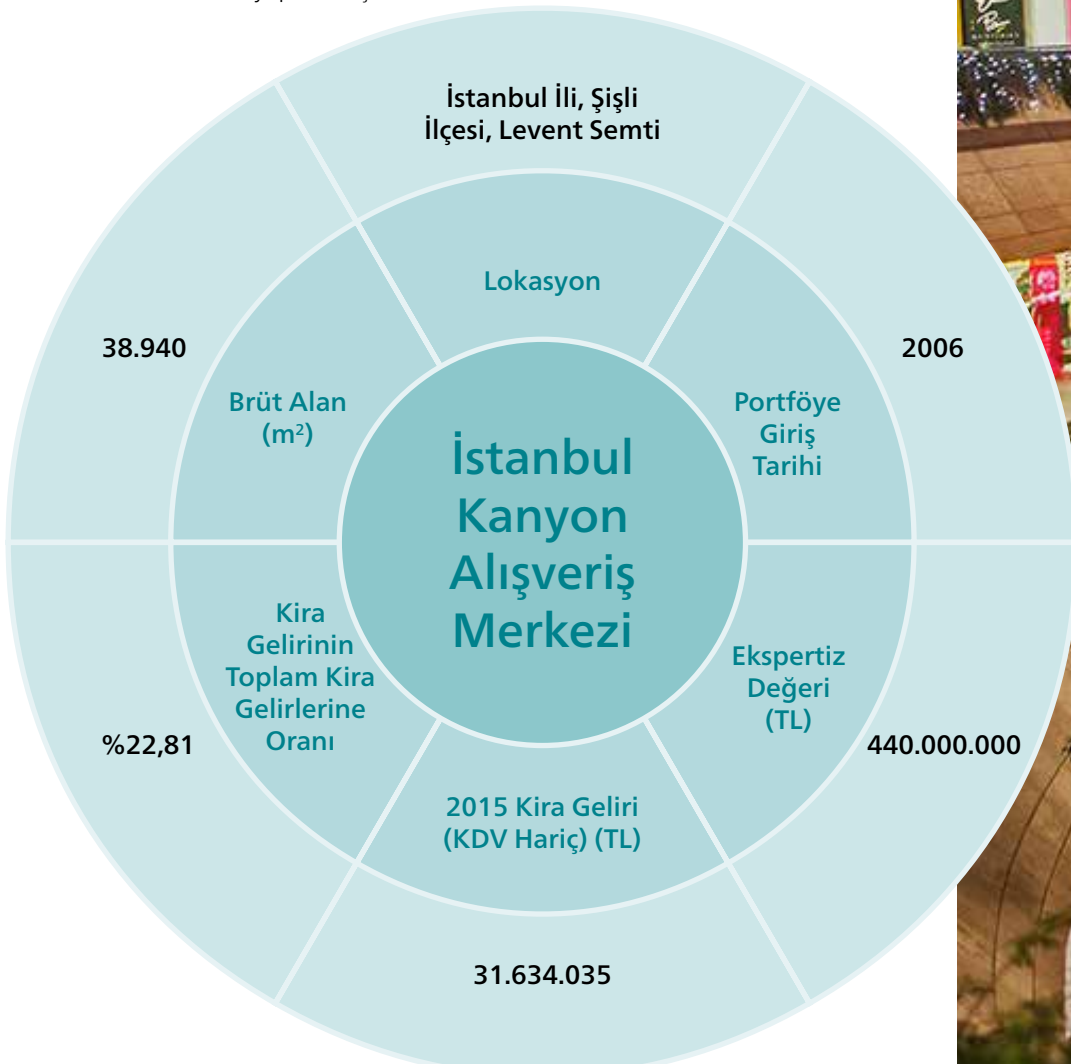 İstanbul İli, Şişli
İlçesi, Levent Semti
Lokasyon
38.940
2006
Brüt Alan
(m²)
Portföye
Giriş
Tarihi
İstanbul
Kanyon
Alışveriş
Merkezi
Kira
Gelirinin
Toplam Kira
Gelirlerine
Oranı
Ekspertiz
Değeri
(TL)
%22,81
440.000.000
2015 Kira Geliri
(KDV Hariç) (TL)
31.634.035